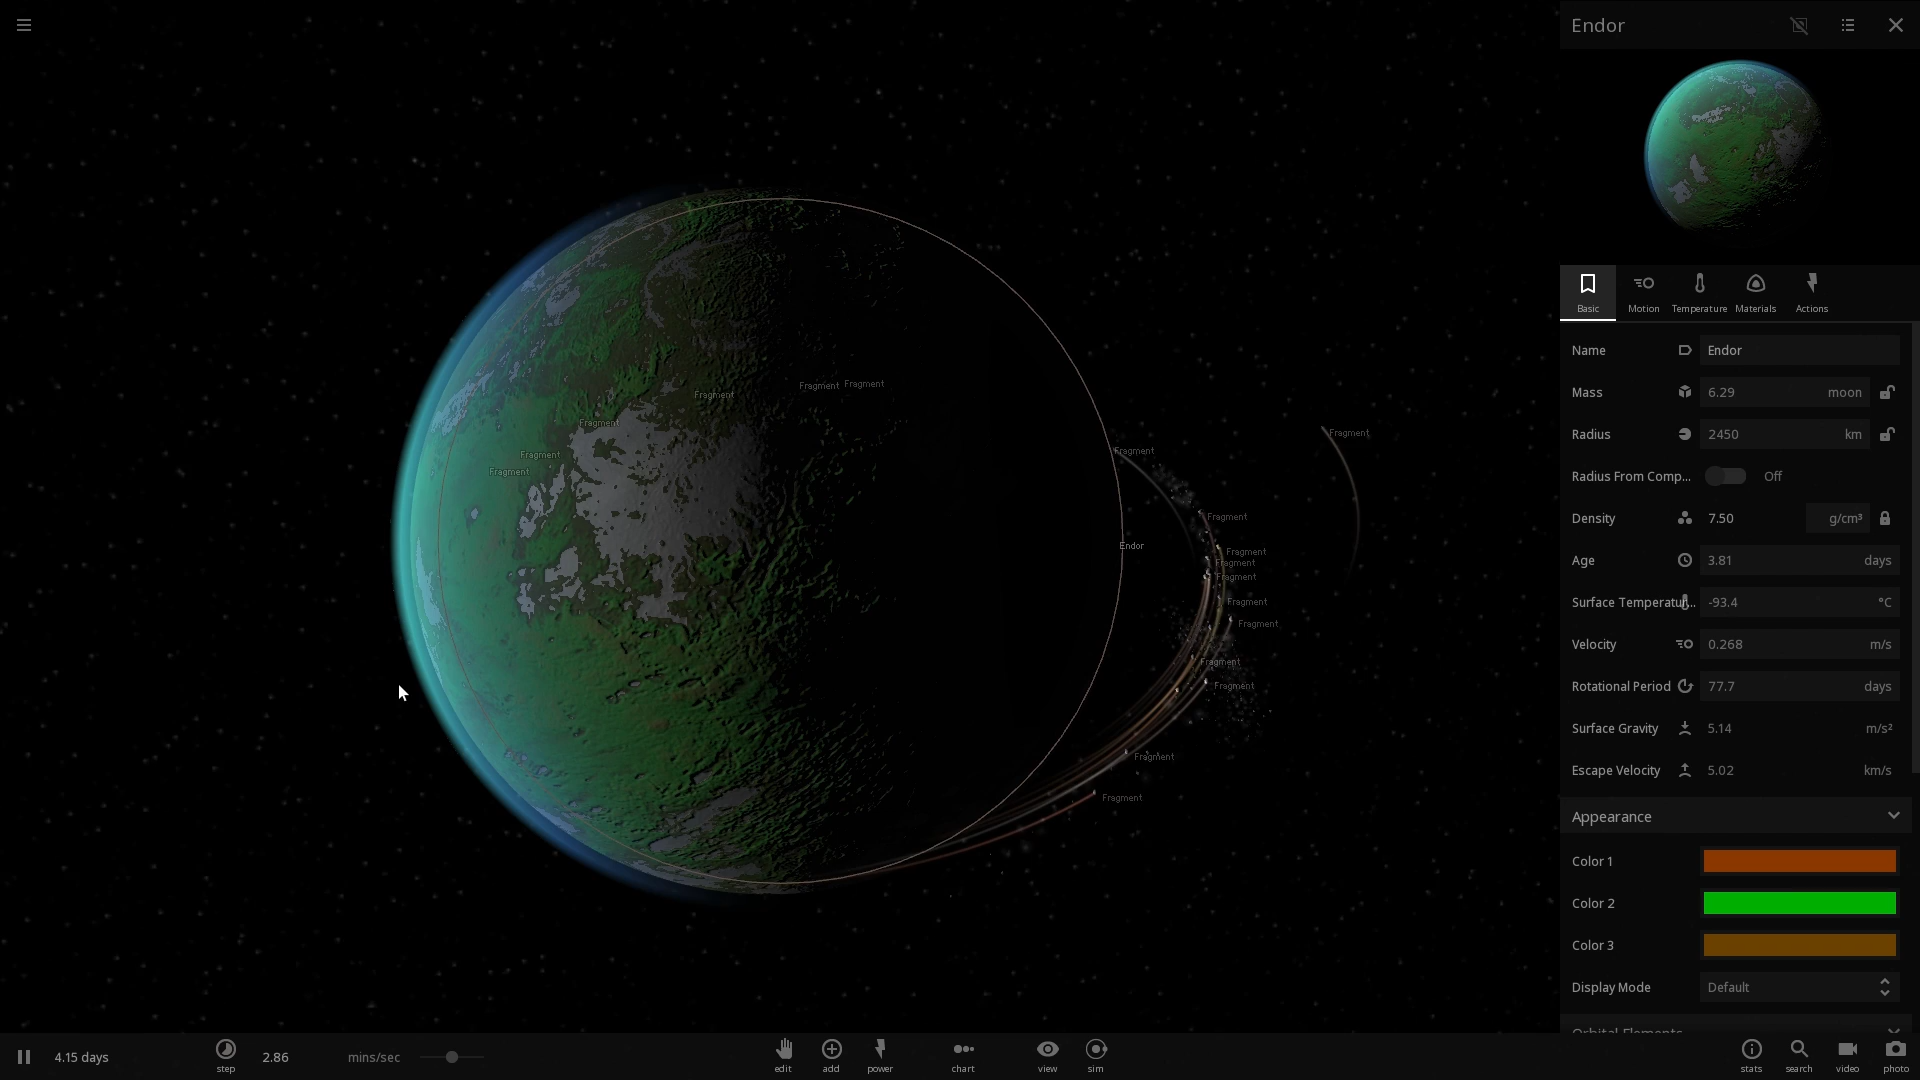 Endor
Basic
Motion
Temperature
Materials
Actions
Name
Endor
Mass
6.29
moon
Radius
2450
km
Radius From Comp...
Off
Density
7.50
g/cm³
Age
3.81
days
Surface Temperatur...
-93.4
°C
Velocity
0.268
m/s
Rotational Period
77.7
days
Surface Gravity
5.14
m/s²
Escape Velocity
5.02
km/s
Appearance
Color 1
Color 2
Color 3
Display Mode
Default
Orbital Elements
Fragment Fragment
Fragment
Fragment
Fragment
Fragment
Fragment
Fragment
Fragment
Endor
Fragment
Fragment
Fragment
Fragment
Fragment
Fragment
Fragment
Fragment
Fragment
4.15 days
step
2.86
mins/sec
edit
add
power
chart
view
sim
stats
search
video
photo